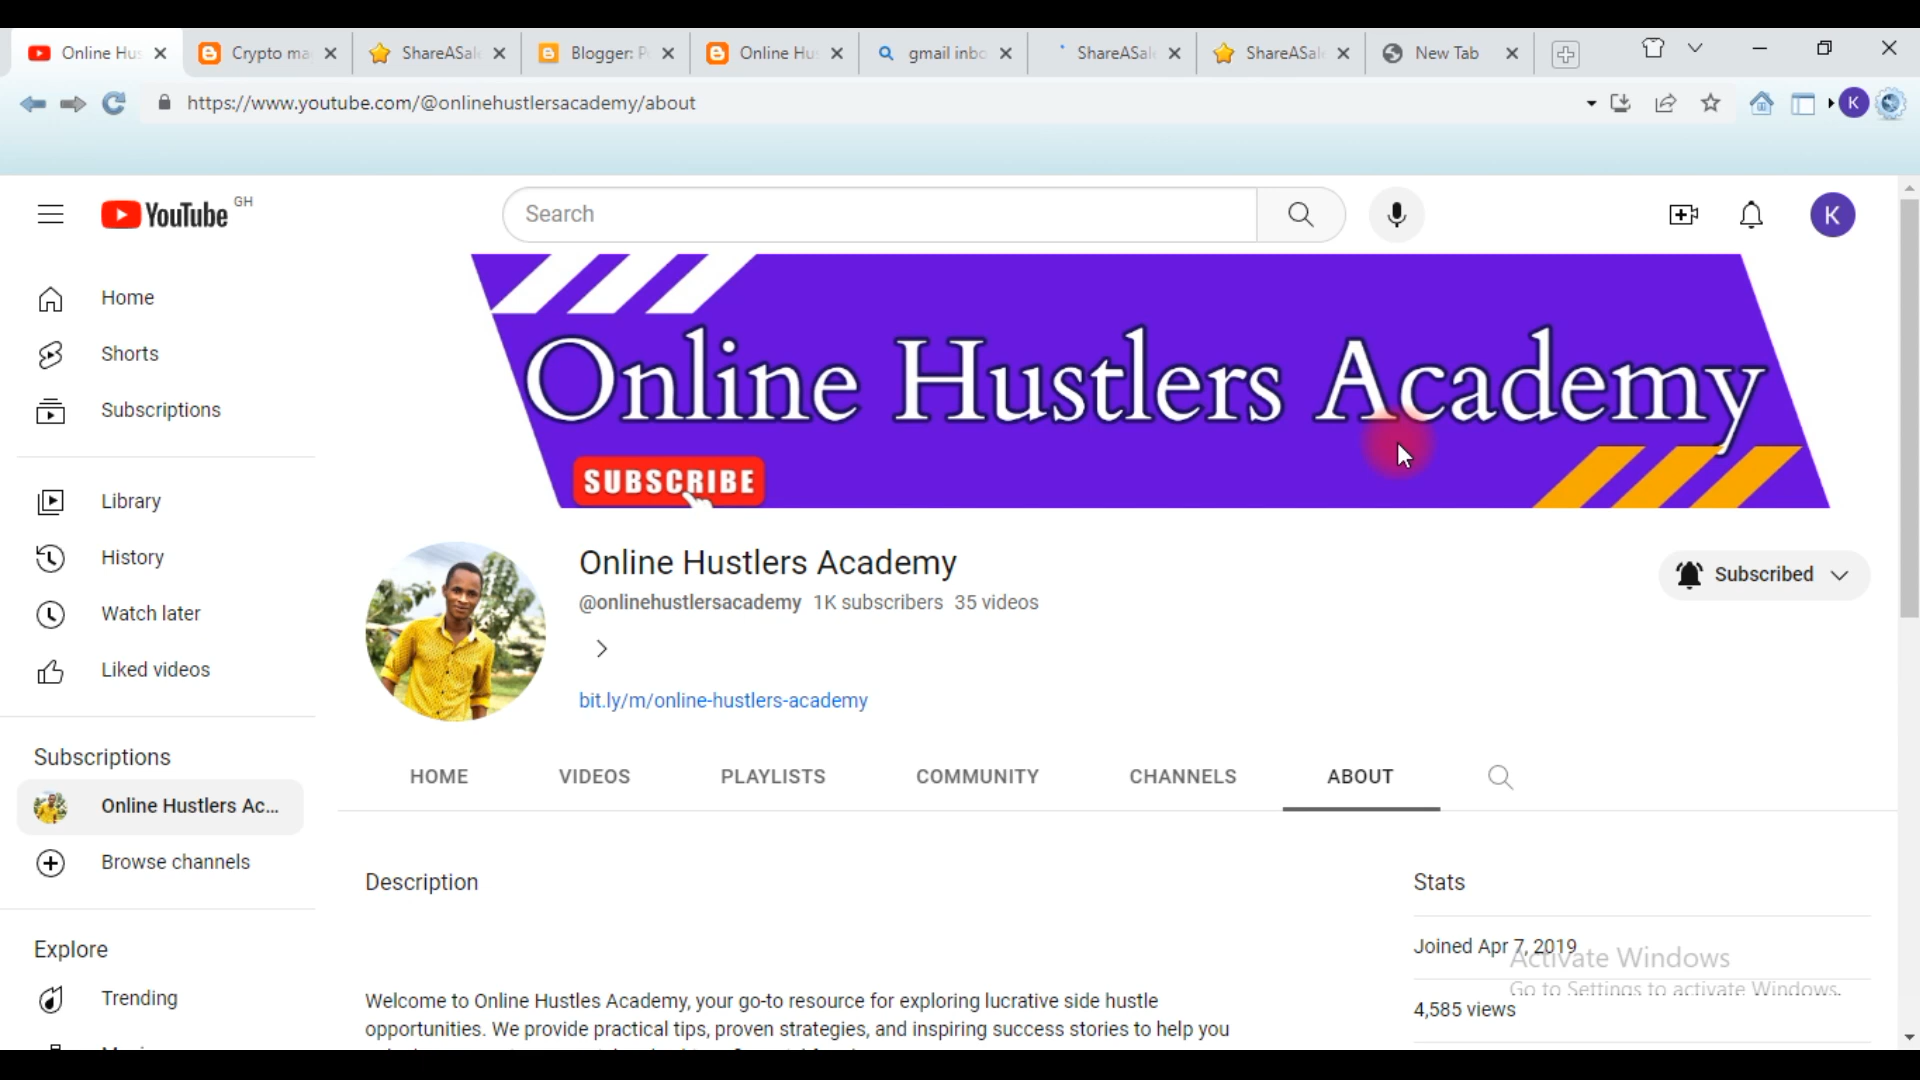 Online Hus
Crypto ma
ShareASal
Blogger: P
Online Hu
gmail inbo
ShareASal
ShareASal
New Tab
https://www.youtube.com/@onlinehustlersacademy/about
K
YouTube GH
Search
K
Home
Shorts
Subscriptions
Library
History
Watch later
Liked videos
Subscriptions
Online Hustlers Ac...
Browse channels
Explore
Trending
Online Hustlers Academy
SUBSCRIBE
Online Hustlers Academy
@onlinehustlersacademy 1K subscribers 35 videos
bit.ly/m/online-hustlers-academy
Subscribed
HOME
VIDEOS
PLAYLISTS
COMMUNITY
CHANNELS
ABOUT
Description
Welcome to Online Hustles Academy, your go-to resource for exploring lucrative side hustle
opportunities. We provide practical tips, proven strategies, and inspiring success stories to help you
Stats
Joined Apr 7, 2019
4,585 views
Activate Windows
Go to Settings to activate Windows.